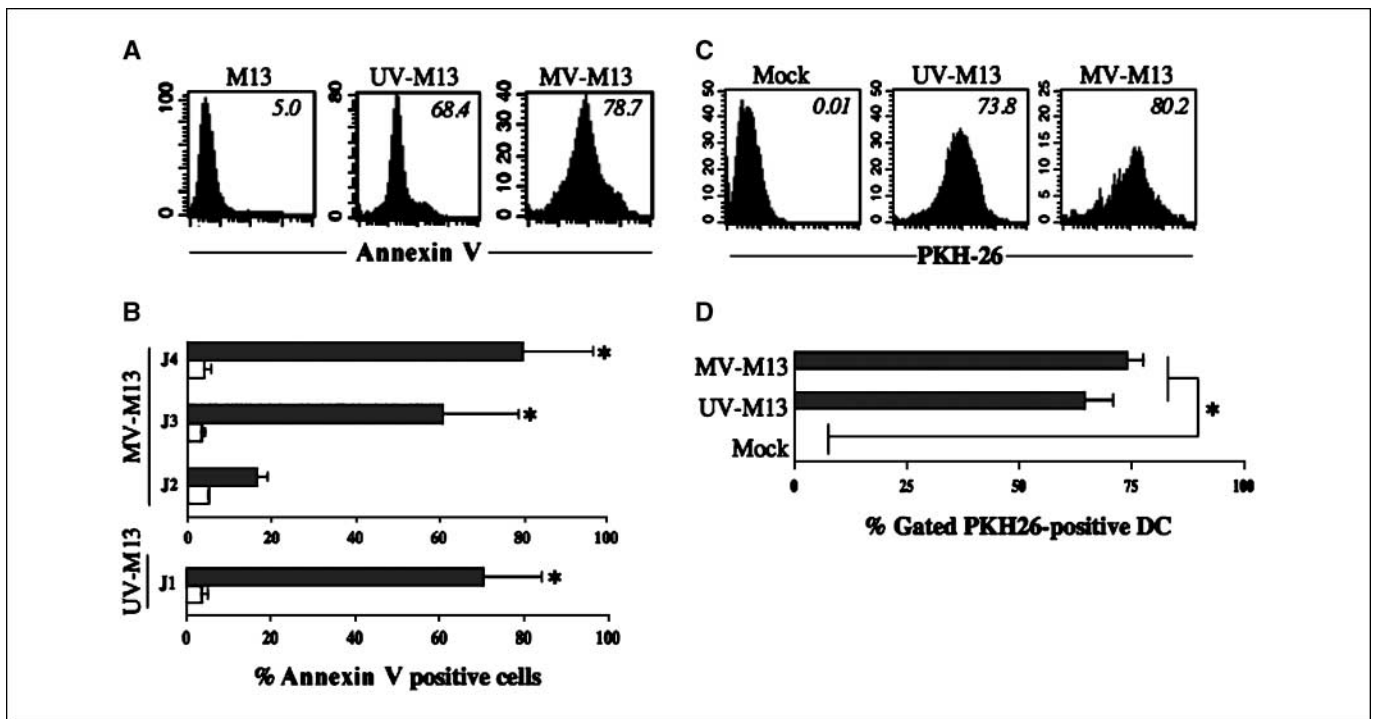 A
M13
UV-M13
MV-M13
100
0
5.0
80
0
68.4
40
30
20
10
0
78.7
Annexin V
C
Mock
UV-M13
MV-M13
50
40
30
20
10
0
0.01
50
40
30
20
10
0
73.8
25
20
15
10
5
0
80.2
PKH-26
B
MV-M13
J4
*
J3
*
J2
0 20 40 60 80 100
UV-M13
J1
*
0 20 40 60 80 100
% Annexin V positive cells
D
MV-M13
UV-M13
*
Mock
0 25 50 75 100
% Gated PKH26-positive DC